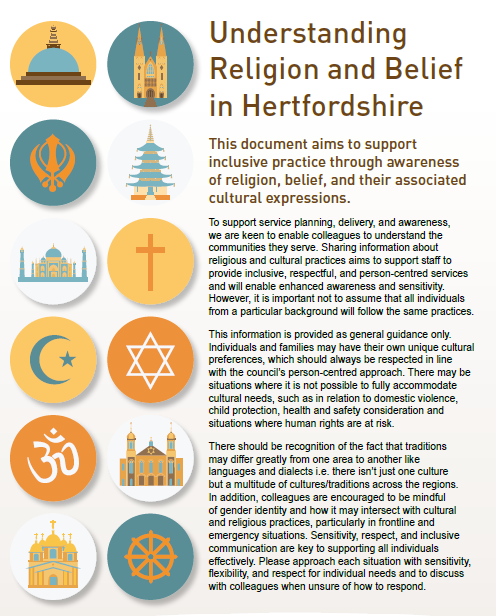 Understanding
Religion and Belief
in Hertfordshire
This document aims to support
inclusive practice through awareness
of religion, belief, and their associated
cultural expressions.
To support service planning, delivery, and awareness,
we are keen to enable colleagues to understand the
communities they serve. Sharing information about
religious and cultural practices aims to support staff to
provide inclusive, respectful, and person-centred services
and will enable enhanced awareness and sensitivity.
However, it is important not to assume that all individuals
from a particular background will follow the same practices.
This information is provided as general guidance only.
Individuals and families may have their own unique cultural
preferences, which should always be respected in line
with the council's person-centred approach. There may be
situations where it is not possible to fully accommodate
cultural needs, such as in relation to domestic violence,
child protection, health and safety consideration and
situations where human rights are at risk.
There should be recognition of the fact that traditions
may differ greatly from one area to another like
languages and dialects i.e. there isn't just one culture
but a multitude of cultures/traditions across the regions.
In addition, colleagues are encouraged to be mindful
of gender identity and how it may intersect with cultural
and religious practices, particularly in frontline and
emergency situations. Sensitivity, respect, and inclusive
communication are key to supporting all individuals
effectively. Please approach each situation with sensitivity,
flexibility, and respect for individual needs and to discuss
with colleagues when unsure of how to respond.